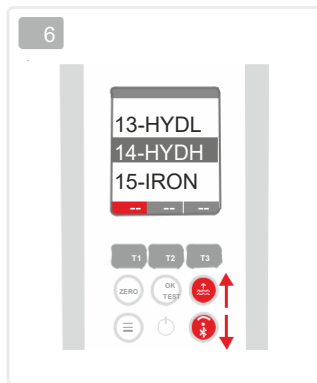 6
13-HYDL
14-HYDH
15-IRON
-- -- --
T1 T2 T3
ZERO
OK
TEST